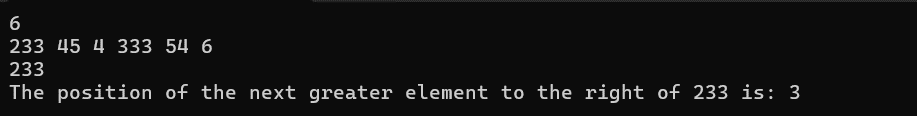 6
233 45 4 333 54 6
233
The position of the next greater element to the right of 233 is: 3